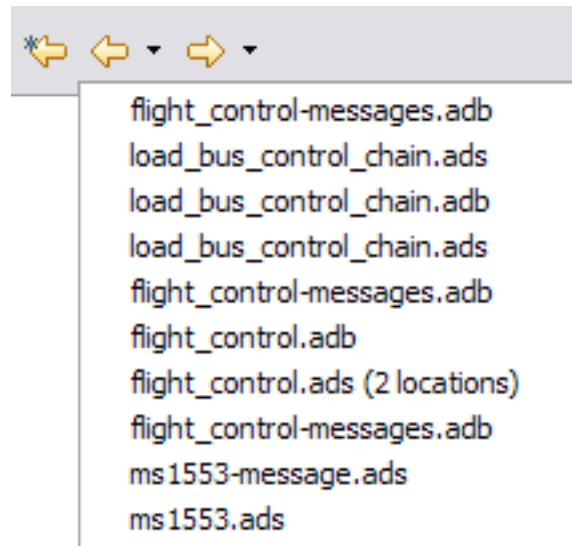 flight_control-messages.adb
load_bus_control_chain.ads
load_bus_control_chain.adb
load_bus_control_chain.ads
flight_control-messages.adb
flight_control.adb
flight_control.ads (2 locations)
flight_control-messages.adb
ms1553-message.ads
ms1553.ads